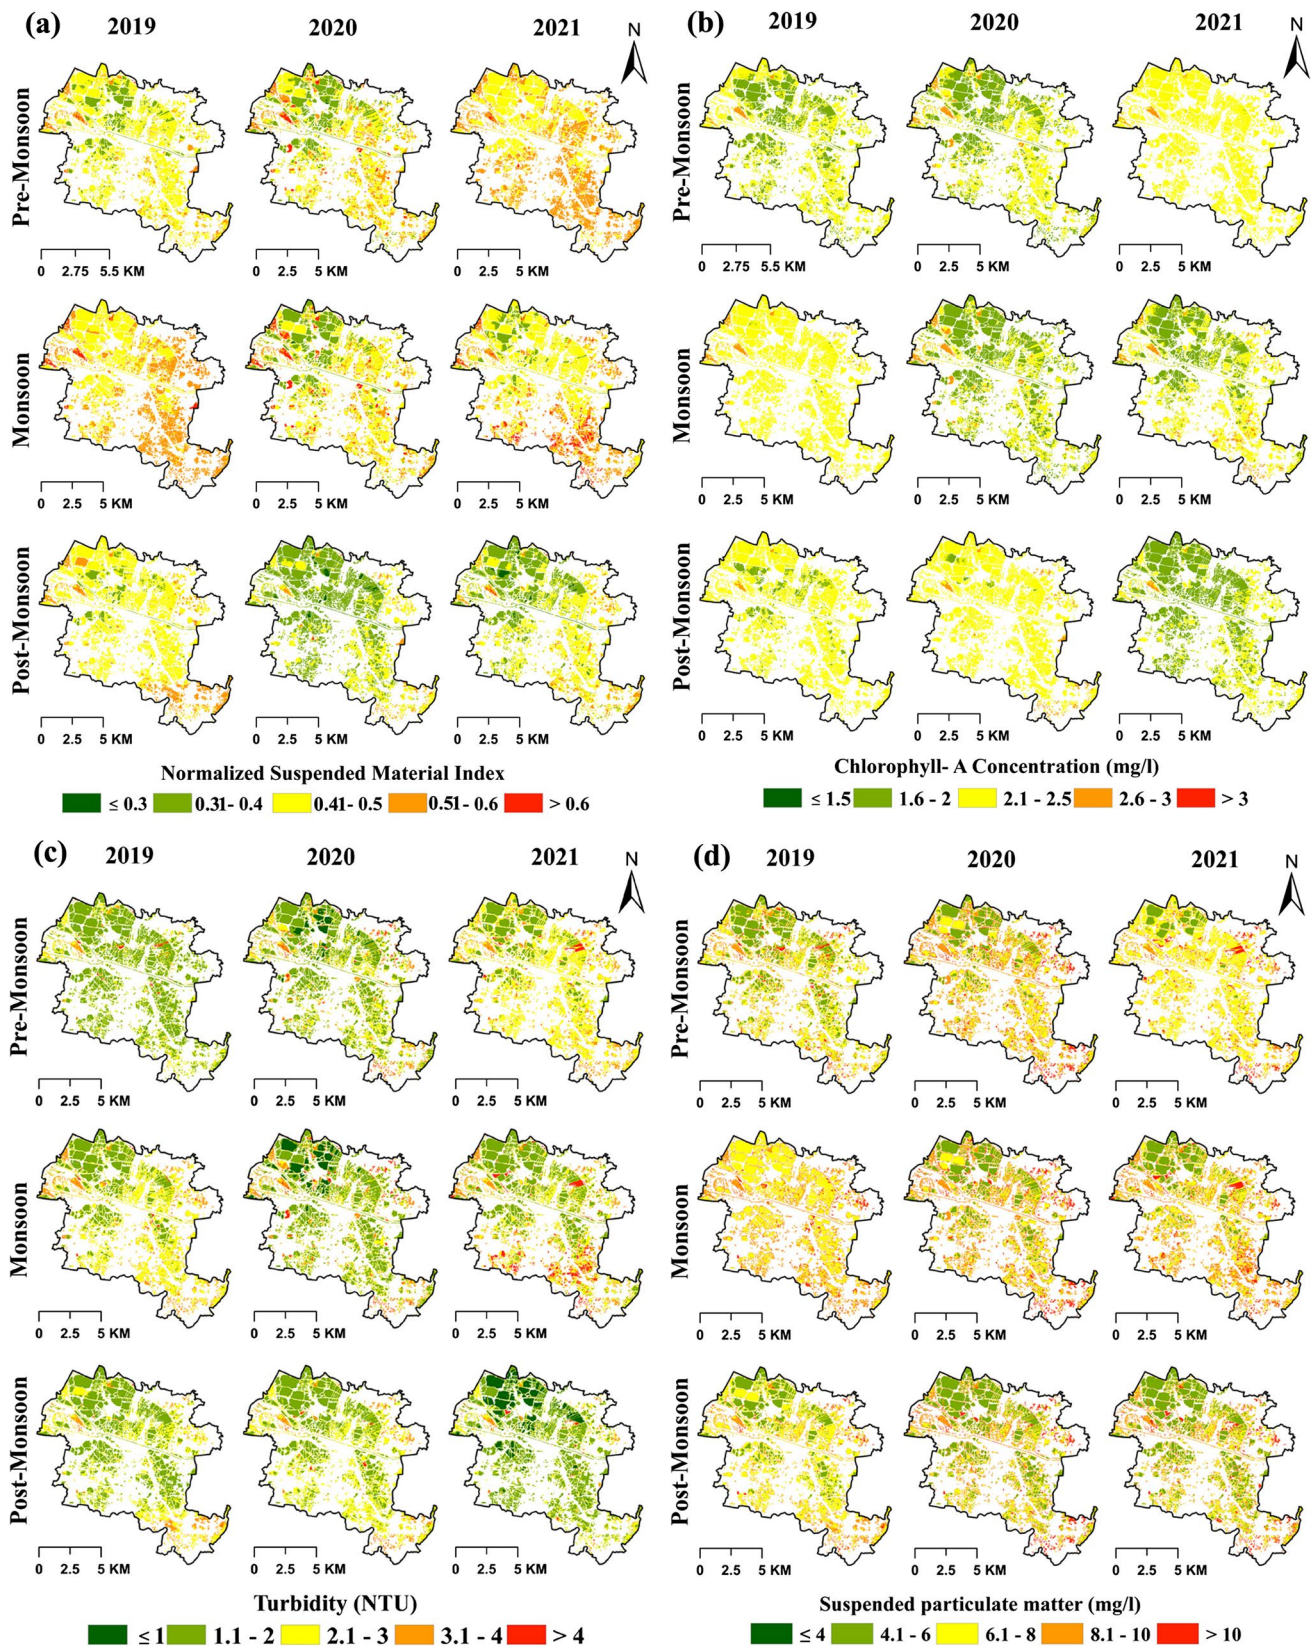 (a) 2019 2020 2021 N
Pre-Monsoon
0 2.75 5.5 KM 0 2.5 5 KM 0 2.5 5 KM
Monsoon
0 2.5 5 KM 0 2.5 5 KM 0 2.5 5 KM
Post-Monsoon
0 2.5 5 KM 0 2.5 5 KM 0 2.5 5 KM
Normalized Suspended Material Index
≤ 0.3 0.31- 0.4 0.41- 0.5 0.51- 0.6 > 0.6
(b) 2019 2020 2021 N
Pre-Monsoon
0 2.75 5.5 KM 0 2.5 5 KM 0 2.5 5 KM
Monsoon
0 2.5 5 KM 0 2.5 5 KM 0 2.5 5 KM
Post-Monsoon
0 2.5 5 KM 0 2.5 5 KM 0 2.5 5 KM
Chlorophyll- A Concentration (mg/l)
≤ 1.5 1.6 - 2 2.1 - 2.5 2.6 - 3 > 3
(c) 2019 2020 2021 N
Pre-Monsoon
0 2.5 5 KM 0 2.5 5 KM 0 2.5 5 KM
Monsoon
0 2.5 5 KM 0 2.5 5 KM 0 2.5 5 KM
Post-Monsoon
0 2.5 5 KM 0 2.5 5 KM 0 2.5 5 KM
Turbidity (NTU)
≤ 1 1.1 - 2 2.1 - 3 3.1 - 4 > 4
(d) 2019 2020 2021 N
Pre-Monsoon
0 2.5 5 KM 0 2.5 5 KM 0 2.5 5 KM
Monsoon
0 2.5 5 KM 0 2.5 5 KM 0 2.5 5 KM
Post-Monsoon
0 2.5 5 KM 0 2.5 5 KM 0 2.5 5 KM
Suspended particulate matter (mg/l)
≤ 4 4.1 - 6 6.1 - 8 8.1 - 10 > 10